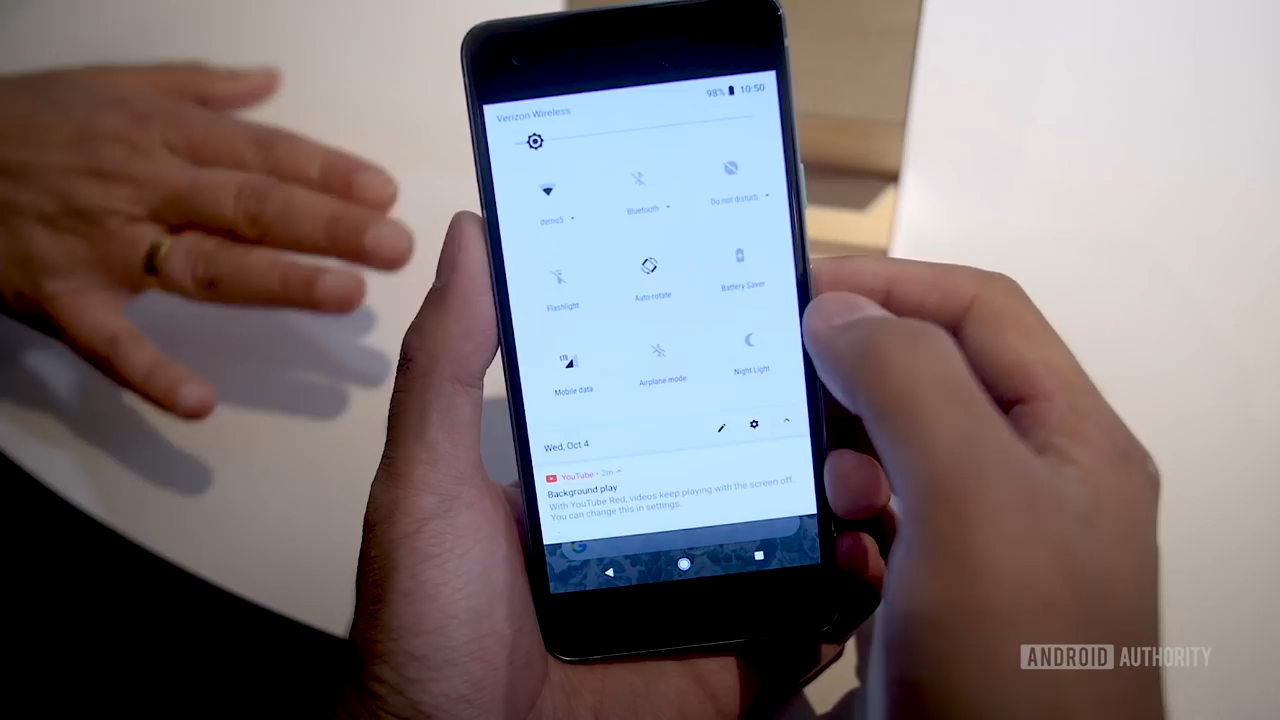 98% 10:50
Verizon Wireless
demo5
Bluetooth
Do not disturb
Flashlight
Auto-rotate
Battery Saver
LTE
Mobile data
Airplane mode
Night Light
Wed, Oct 4
YouTube • 2m
Background play
With YouTube Red, videos keep playing with the screen off
You can change this in settings.
G
ANDROID AUTHORITY